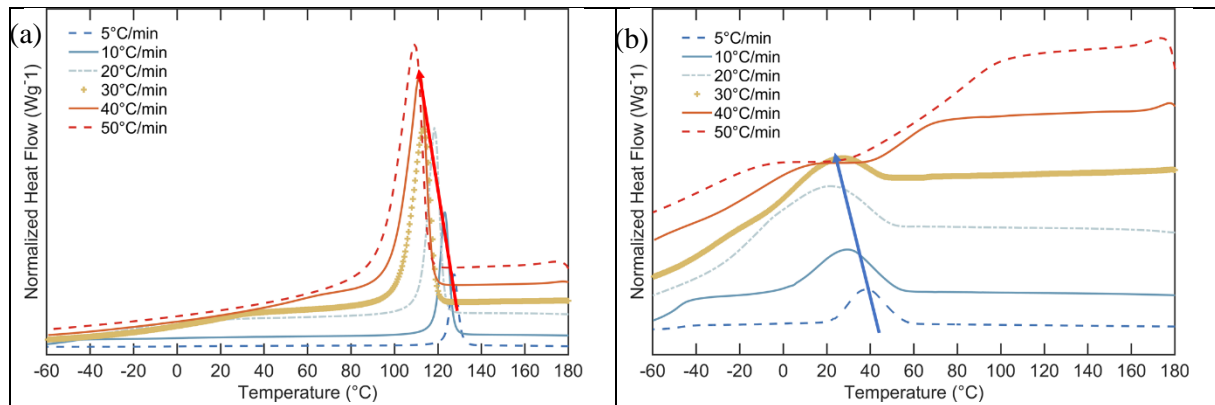 (a)
Normalized Heat Flow (Wg⁻¹)
5°C/min
10°C/min
20°C/min
30°C/min
40°C/min
50°C/min
-60 -40 -20 0 20 40 60 80 100 120 140 160 180
Temperature (°C)
(b)
Normalized Heat Flow (Wg⁻¹)
5°C/min
10°C/min
20°C/min
30°C/min
40°C/min
50°C/min
-60 -40 -20 0 20 40 60 80 100 120 140 160 180
Temperature (°C)